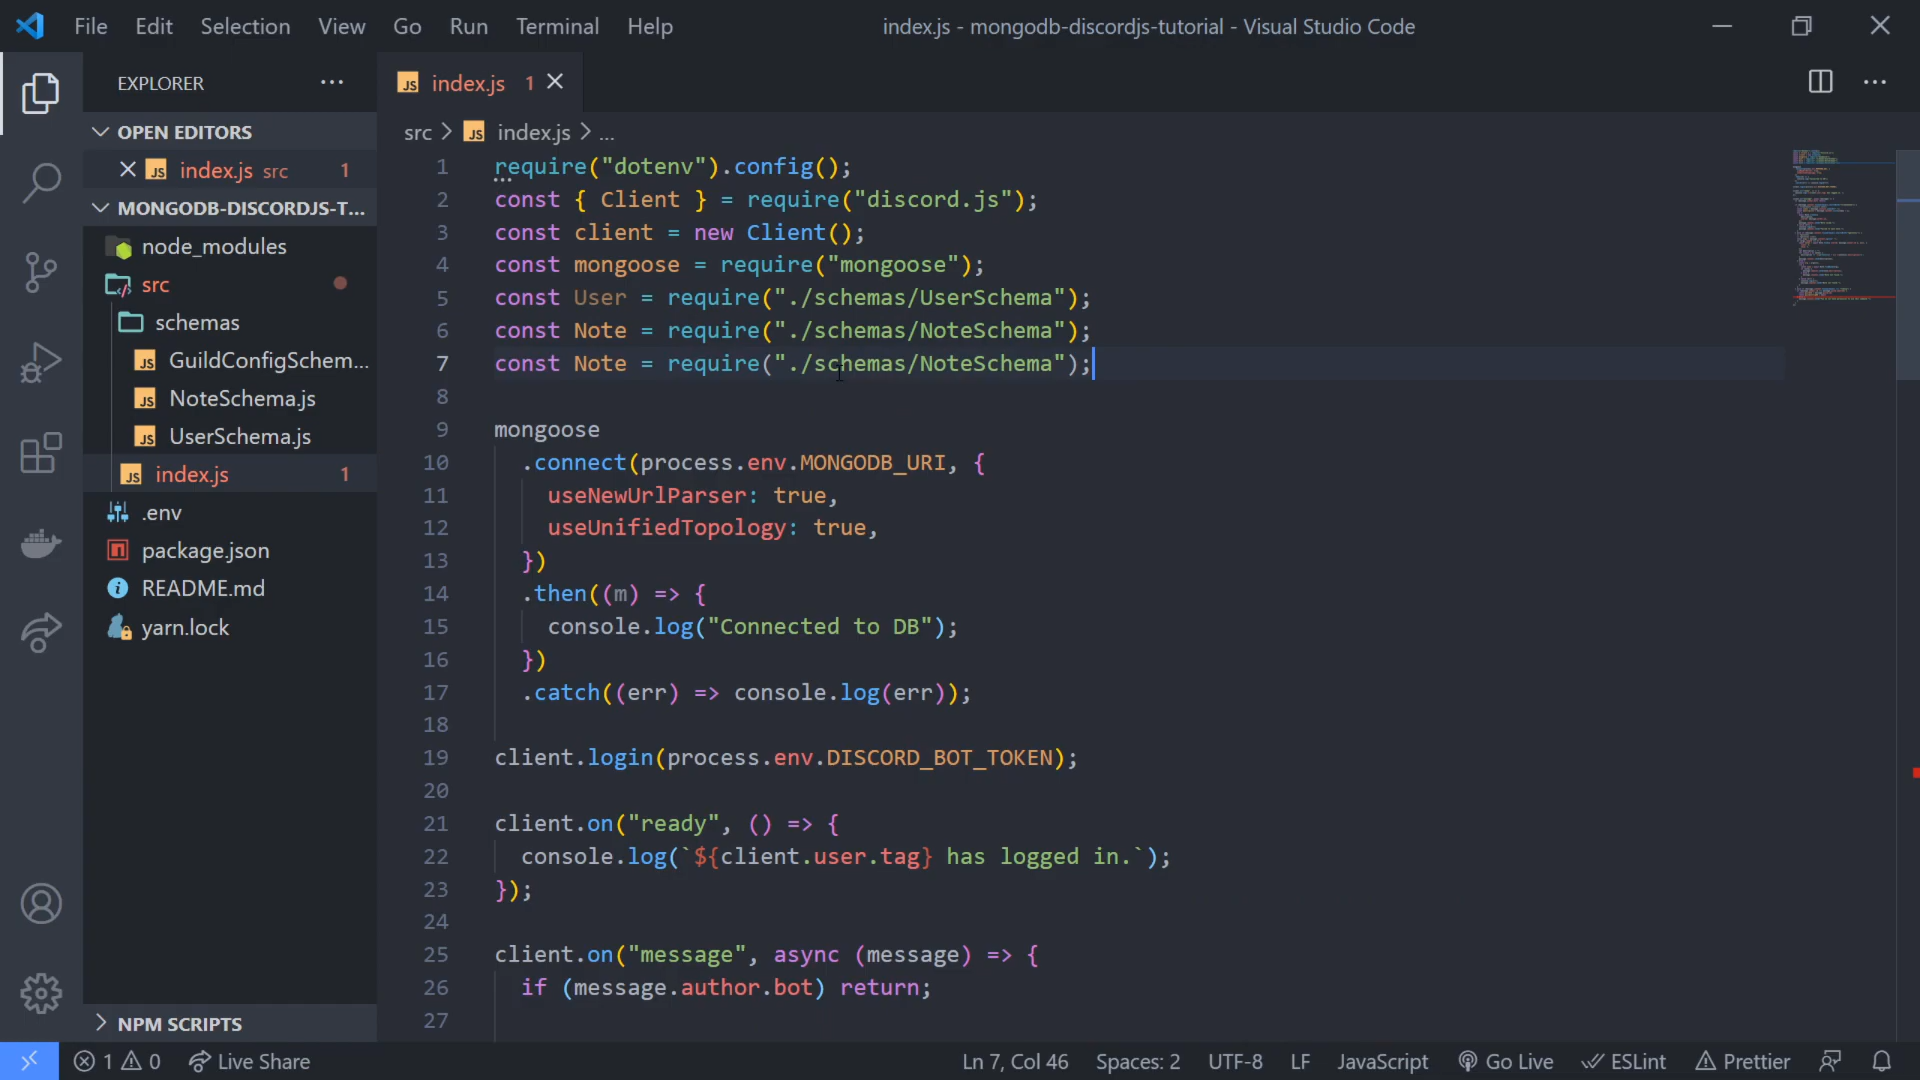 File Edit Selection View Go Run Terminal Help
index.js - mongodb-discordjs-tutorial - Visual Studio Code
EXPLORER
OPEN EDITORS
index.js src 1
MONGODB-DISCORDJS-T...
node_modules
src
schemas
GuildConfigSchem...
NoteSchema.js
UserSchema.js
index.js 1
.env
package.json
README.md
yarn.lock
NPM SCRIPTS
index.js 1
src > index.js > ...
1 require("dotenv").config();
2 const { Client } = require("discord.js");
3 const client = new Client();
4 const mongoose = require("mongoose");
5 const User = require("./schemas/UserSchema");
6 const Note = require("./schemas/NoteSchema");
7 const Note = require("./schemas/NoteSchema");
8
9 mongoose
10 .connect(process.env.MONGODB_URI, {
11 useNewUrlParser: true,
12 useUnifiedTopology: true,
13 })
14 .then((m) => {
15 console.log("Connected to DB");
16 })
17 .catch((err) => console.log(err));
18
19 client.login(process.env.DISCORD_BOT_TOKEN);
20
21 client.on("ready", () => {
22 console.log(`${client.user.tag} has logged in.`);
23 });
24
25 client.on("message", async (message) => {
26 if (message.author.bot) return;
27
1 0 Live Share
Ln 7, Col 46 Spaces: 2 UTF-8 LF JavaScript Go Live ESLint Prettier